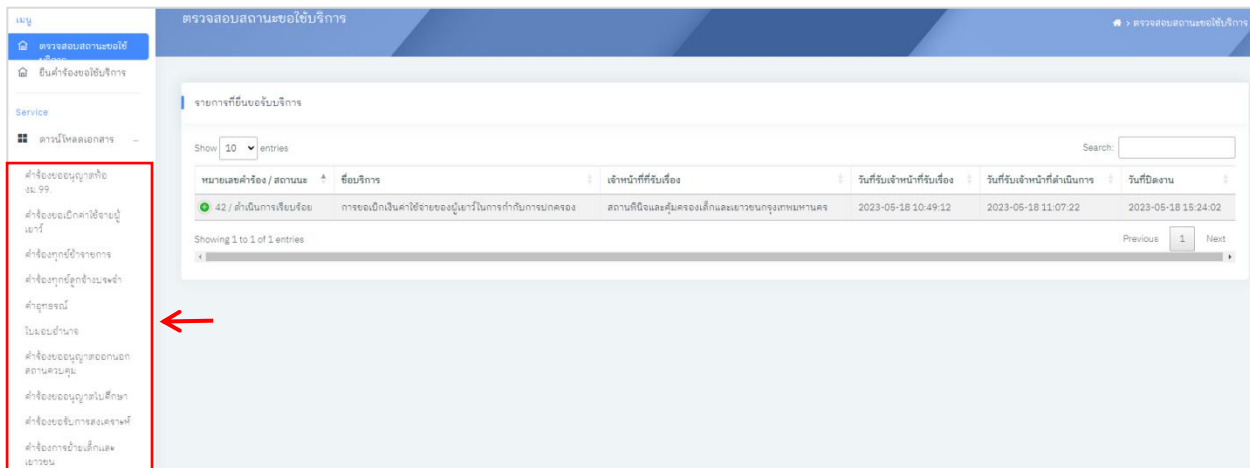 เมนู
ตรวจสอบสถานะขอใช้
บริการ
ยื่นคำร้องขอใช้บริการ
Service
ดาวน์โหลดเอกสาร
คำร้องขออนุญาตท้อ
งม.99.
คำร้องขอเบิกค่าใช้จ่ายผู้
เยาว์
คำร้องทุกข์ข้าราชการ
คำร้องทุกข์ลูกจ้างประจำ
คำอุทธรณ์
ใบมอบอำนาจ
คำร้องขออนุญาตออกนอก
สถานควบคุม
คำร้องขออนุญาตไปศึกษา
คำร้องขอรับการสงเคราะห์
คำร้องการย้ายเด็กและ
เยาวชน
ตรวจสอบสถานะขอใช้บริการ
> ตรวจสอบสถานะขอใช้บริการ
รายการที่ยื่นขอรับบริการ
Show 10 entries
Search:
หมายเลขคำร้อง / สถานะ ชื่อบริการ เจ้าหน้าที่ที่รับเรื่อง วันที่รับเจ้าหน้าที่รับเรื่อง วันที่รับเจ้าหน้าที่ดำเนินการ วันที่ปิดงาน
42 / ดำเนินการเรียบร้อย การขอเบิกเงินค่าใช้จ่ายของผู้เยาว์ในการกำกับการปกครอง สถานพินิจและคุ้มครองเด็กและเยาวชนกรุงเทพมหานคร 2023-05-18 10:49:12 2023-05-18 11:07:22 2023-05-18 15:24:02
Showing 1 to 1 of 1 entries
Previous 1 Next